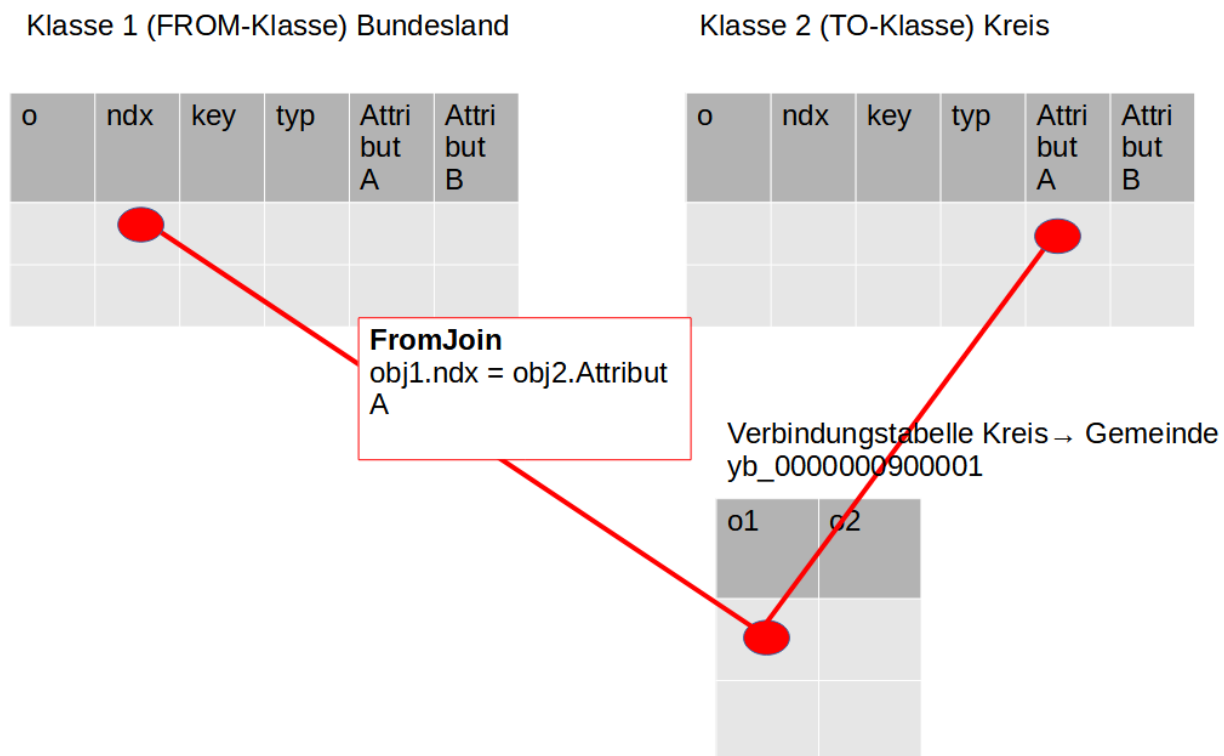 Klasse 1 (FROM-Klasse) Bundesland
Klasse 2 (TO-Klasse) Kreis
o ndx key typ Attri Attri
but but
A B
o ndx key typ Attri Attri
but but
A B
FromJoin
obj1.ndx = obj2.Attribut
A
Verbindungstabelle Kreis→ Gemeinde
yb_0000000900001
o1 o2